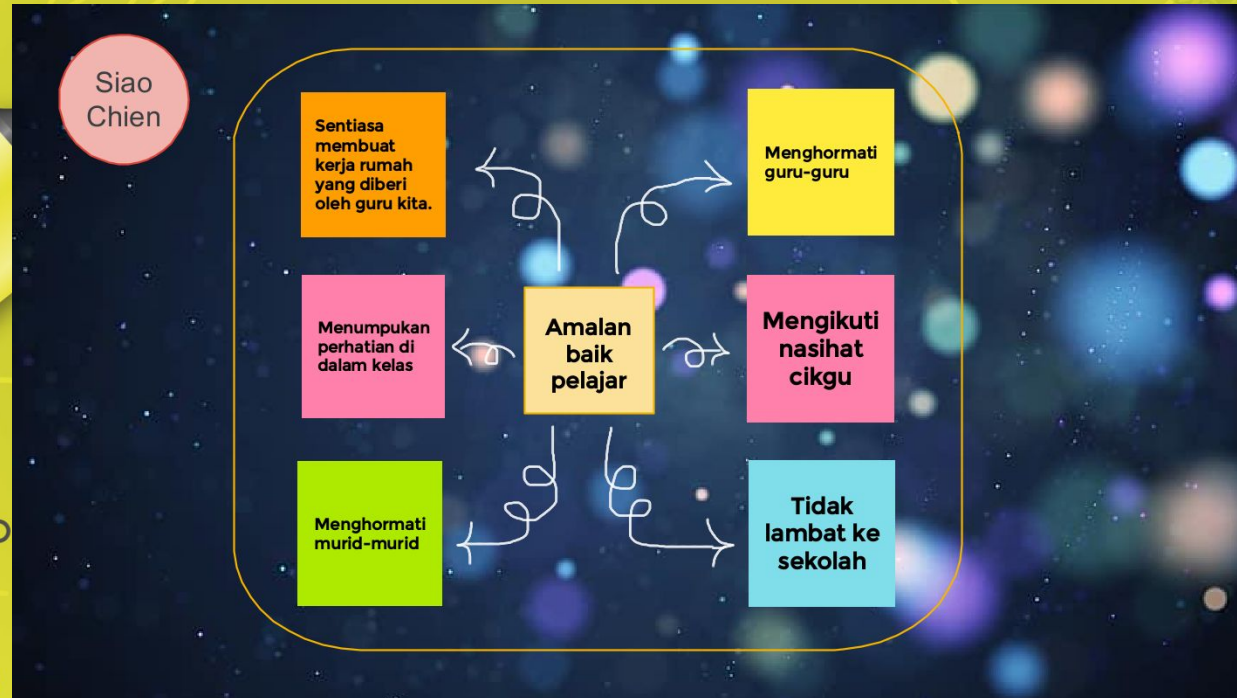 Siao
Chien
Sentiasa
membuat
kerja rumah
yang diberi
oleh guru kita.
Menghormati
guru-guru
Menumpukan
perhatian di
dalam kelas
Amalan
baik
pelajar
Mengikuti
nasihat
cikgu
Menghormati
murid-murid
Tidak
lambat ke
sekolah